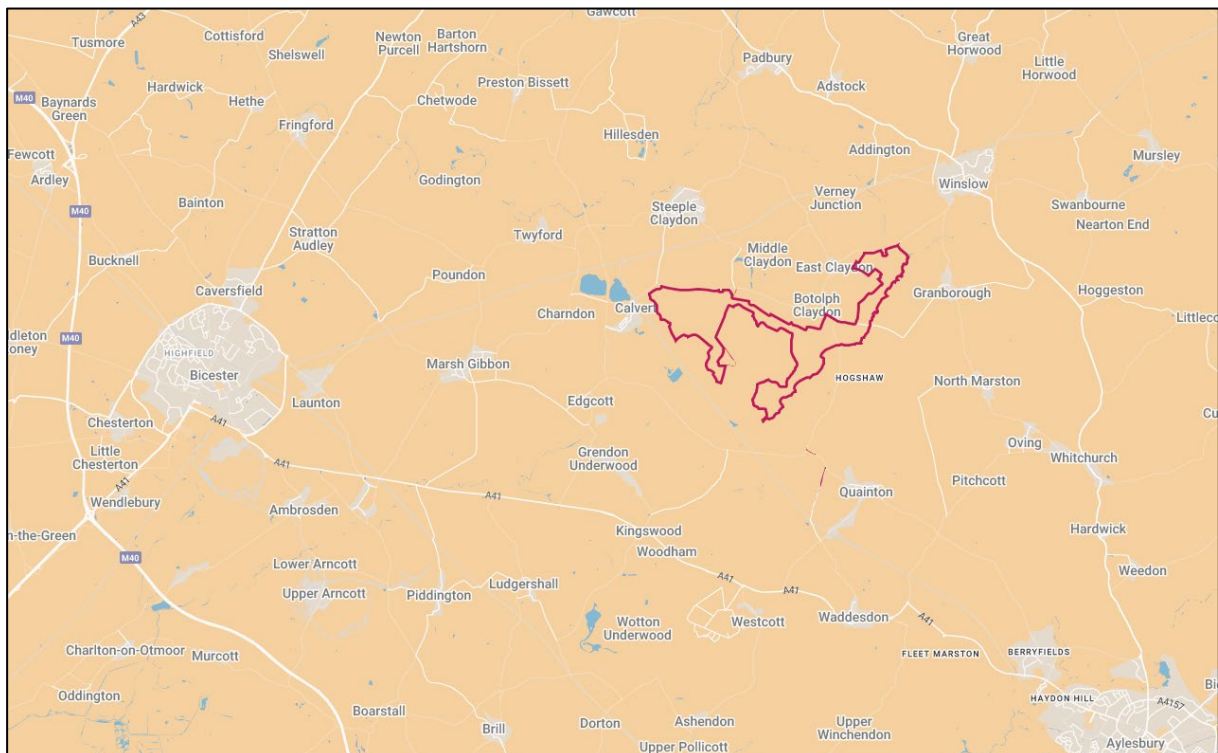 Gawcott
Tusmore
A43
Cottisford
Shelswell
Newton
Purcell
Barton
Hartshorn
Great
Horwood
Padbury
Little
Horwood
Adstock
M40
Baynards
Green
Hardwick
Hethe
Preston Bissett
Chetwode
Fringford
Hillesden
Addington
Mursley
Fewcott
Ardley
M40
Godington
Winslow
Bainton
Steeple
Claydon
Verney
Junction
Swanbourne
Nearton End
Stratton
Audley
Twyford
Bucknell
Middle
Claydon
East Claydon
Poundon
Caversfield
Granborough
Hoggeston
Charndon
Calvert
Botolph
Claydon
M40
HIGHFIELD
Bicester
Marsh Gibbon
HOGSHAW
North Marston
Launton
Edgcott
Chesterton
A41
Little
Chesterton
A41
A41
Grendon
Underwood
Oving
Whitchurch
Wendlebury
A41
Ambrosden
Quainton
Pitchcott
Kingswood
Hardwick
M40
Woodham
Lower Arncott
Weedon
Upper Arncott
Piddington
Ludgershall
A41
A41
Wotton
Underwood
Westcott
Waddesdon
A41
Charlton-on-Otmoor
Murcott
FLEET MARSTON
BERRYFIELDS
Oddington
HAYDON HILL
A4157
Boarstall
Brill
Dorton
Ashendon
Upper
Winchendon
Upper Pollicott
Aylesbury